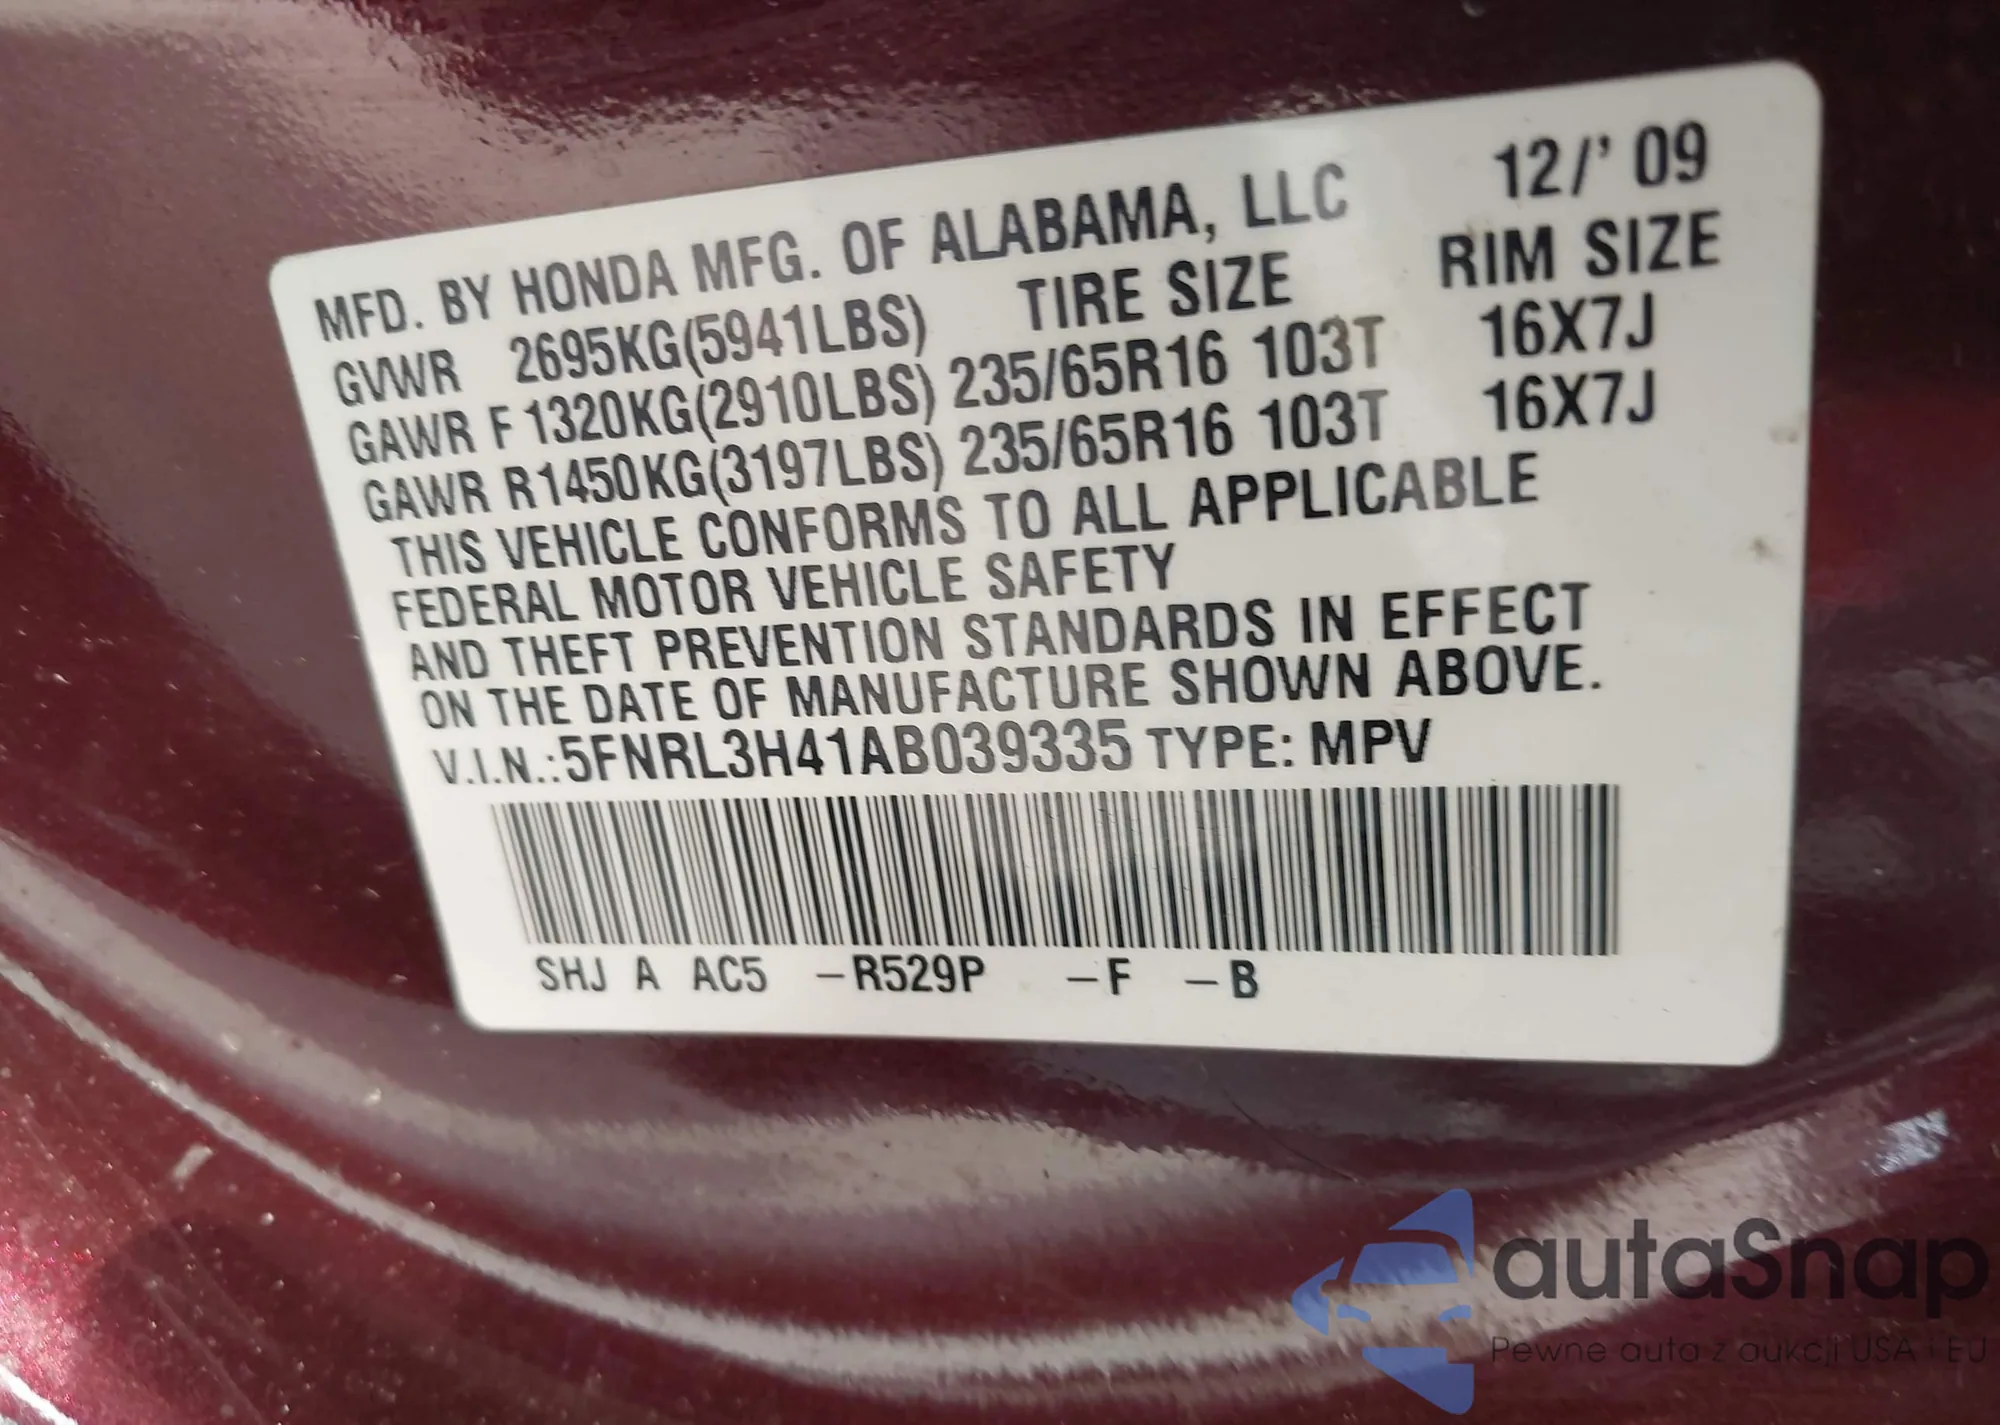 MFD. BY HONDA MFG. OF ALABAMA, LLC 12/' 09
GVWR 2695KG(5941LBS) TIRE SIZE RIM SIZE
GAWR F 1320KG(2910LBS) 235/65R16 103T 16X7J
GAWR R1450KG(3197LBS) 235/65R16 103T 16X7J
THIS VEHICLE CONFORMS TO ALL APPLICABLE
FEDERAL MOTOR VEHICLE SAFETY
AND THEFT PREVENTION STANDARDS IN EFFECT
ON THE DATE OF MANUFACTURE SHOWN ABOVE.
V.I.N.:5FNRL3H41AB039335 TYPE: MPV
SHJ A AC5 –R529P –F –B
autaSnap
Pewne auta z aukcji USA i EU